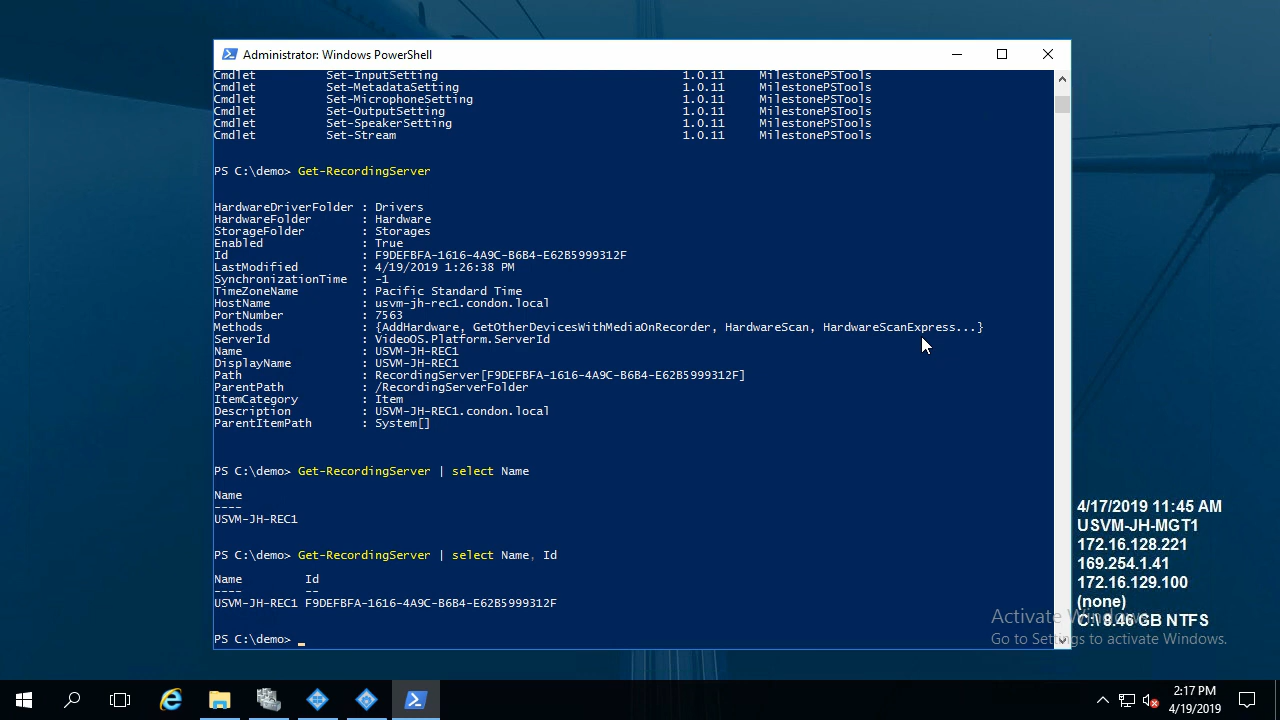 Administrator: Windows PowerShell
Cmdlet Set-InputSetting 1.0.11 MilestonePSTools
Cmdlet Set-MetadataSetting 1.0.11 MilestonePSTools
Cmdlet Set-MicrophoneSetting 1.0.11 MilestonePSTools
Cmdlet Set-OutputSetting 1.0.11 MilestonePSTools
Cmdlet Set-SpeakerSetting 1.0.11 MilestonePSTools
Cmdlet Set-Stream 1.0.11 MilestonePSTools
PS C:\demo> Get-RecordingServer
HardwareDriverFolder : Drivers
HardwareFolder : Hardware
StorageFolder : Storages
Enabled : True
Id : F9DEFBFA-1616-4A9C-B6B4-E62B5999312F
LastModified : 4/19/2019 1:26:38 PM
SynchronizationTime : -1
TimeZoneName : Pacific Standard Time
HostName : usvm-jh-rec1.condon.local
PortNumber : 7563
Methods : {AddHardware, GetOtherDevicesWithMediaOnRecorder, HardwareScan, HardwareScanExpress...}
ServerId : VideoOS.Platform.ServerId
Name : USVM-JH-REC1
DisplayName : USVM-JH-REC1
Path : RecordingServer[F9DEFBFA-1616-4A9C-B6B4-E62B5999312F]
ParentPath : /RecordingServerFolder
ItemCategory : Item
Description : USVM-JH-REC1.condon.local
ParentItemPath : System[]
PS C:\demo> Get-RecordingServer | select Name
Name
----
USVM-JH-REC1
PS C:\demo> Get-RecordingServer | select Name, Id
Name Id
---- --
USVM-JH-REC1 F9DEFBFA-1616-4A9C-B6B4-E62B5999312F
PS C:\demo> _
4/17/2019 11:45 AM
USVM-JH-MGT1
172.16.128.221
169.254.1.41
172.16.129.100
(none)
C:\ 8.46 GB NTFS
Activate Windows
Go to Settings to activate Windows.
2:17 PM
4/19/2019